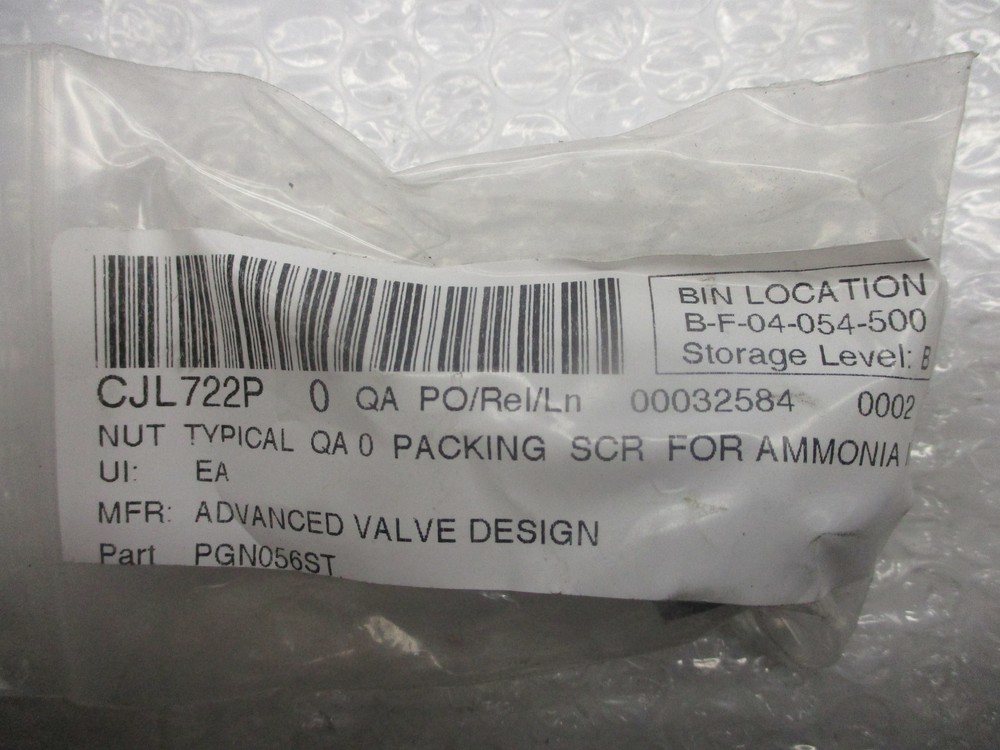 BIN LOCATION
B-F-04-054-500
Storage Level: B
CJL722P 0 QA PO/Rel/Ln 00032584 0002
NUT TYPICAL QA 0 PACKING SCR FOR AMMONIA
UI: EA
MFR: ADVANCED VALVE DESIGN
Part PGN056ST